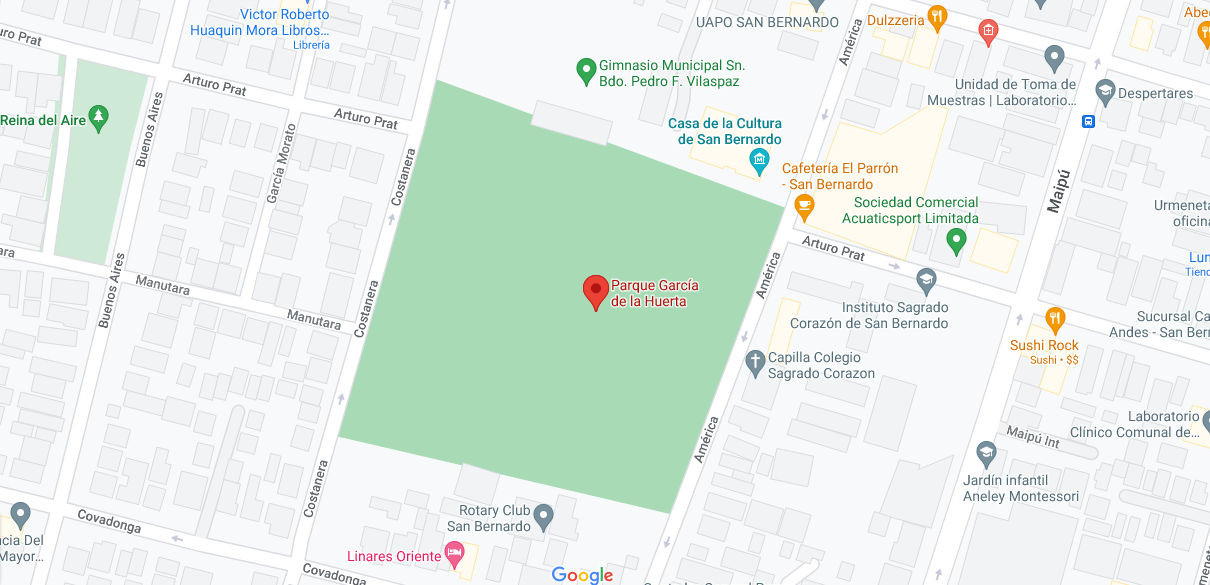 Victor Roberto
Huaquin Mora Libros...
Librería
UAPO SAN BERNARDO
Dulzzeria
Abe
o Prat
América
Gimnasio Municipal Sn.
Bdo. Pedro F. Vilaspaz
Arturo Prat
Unidad de Toma de
Muestras | Laboratorio...
Despertares
Reina del Aire
Buenos Aires
Arturo Prat
García Morato
Costanera
Casa de la Cultura
de San Bernardo
Cafetería El Parrón
- San Bernardo
Maipú
Sociedad Comercial
Acuaticsport Limitada
Urmeneta
oficina
Arturo Prat
ara
Buenos Aires
Manutara
Manutara
Costanera
Parque García
de la Huerta
América
Lun
Tiend
Instituto Sagrado
Corazón de San Bernardo
Sucursal Ca
Andes - San Bern
Sushi Rock
Sushi • $$
Capilla Colegio
Sagrado Corazon
Laboratorio
Clínico Comunal de...
Maipú Int
América
Costanera
Jardín infantil
Aneley Montessori
Rotary Club
San Bernardo
Covadonga
cia Del
Mayor...
Linares Oriente
Covadonga
Google